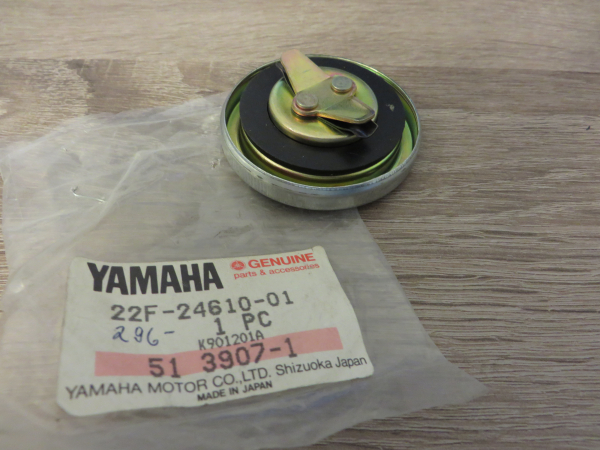 YAMAHA GENUINE
parts & accessories
22F-24610-01
296- 1 PC
K901201A
51 3907-1
YAMAHA MOTOR CO., LTD. Shizuoka Japan
MADE IN JAPAN